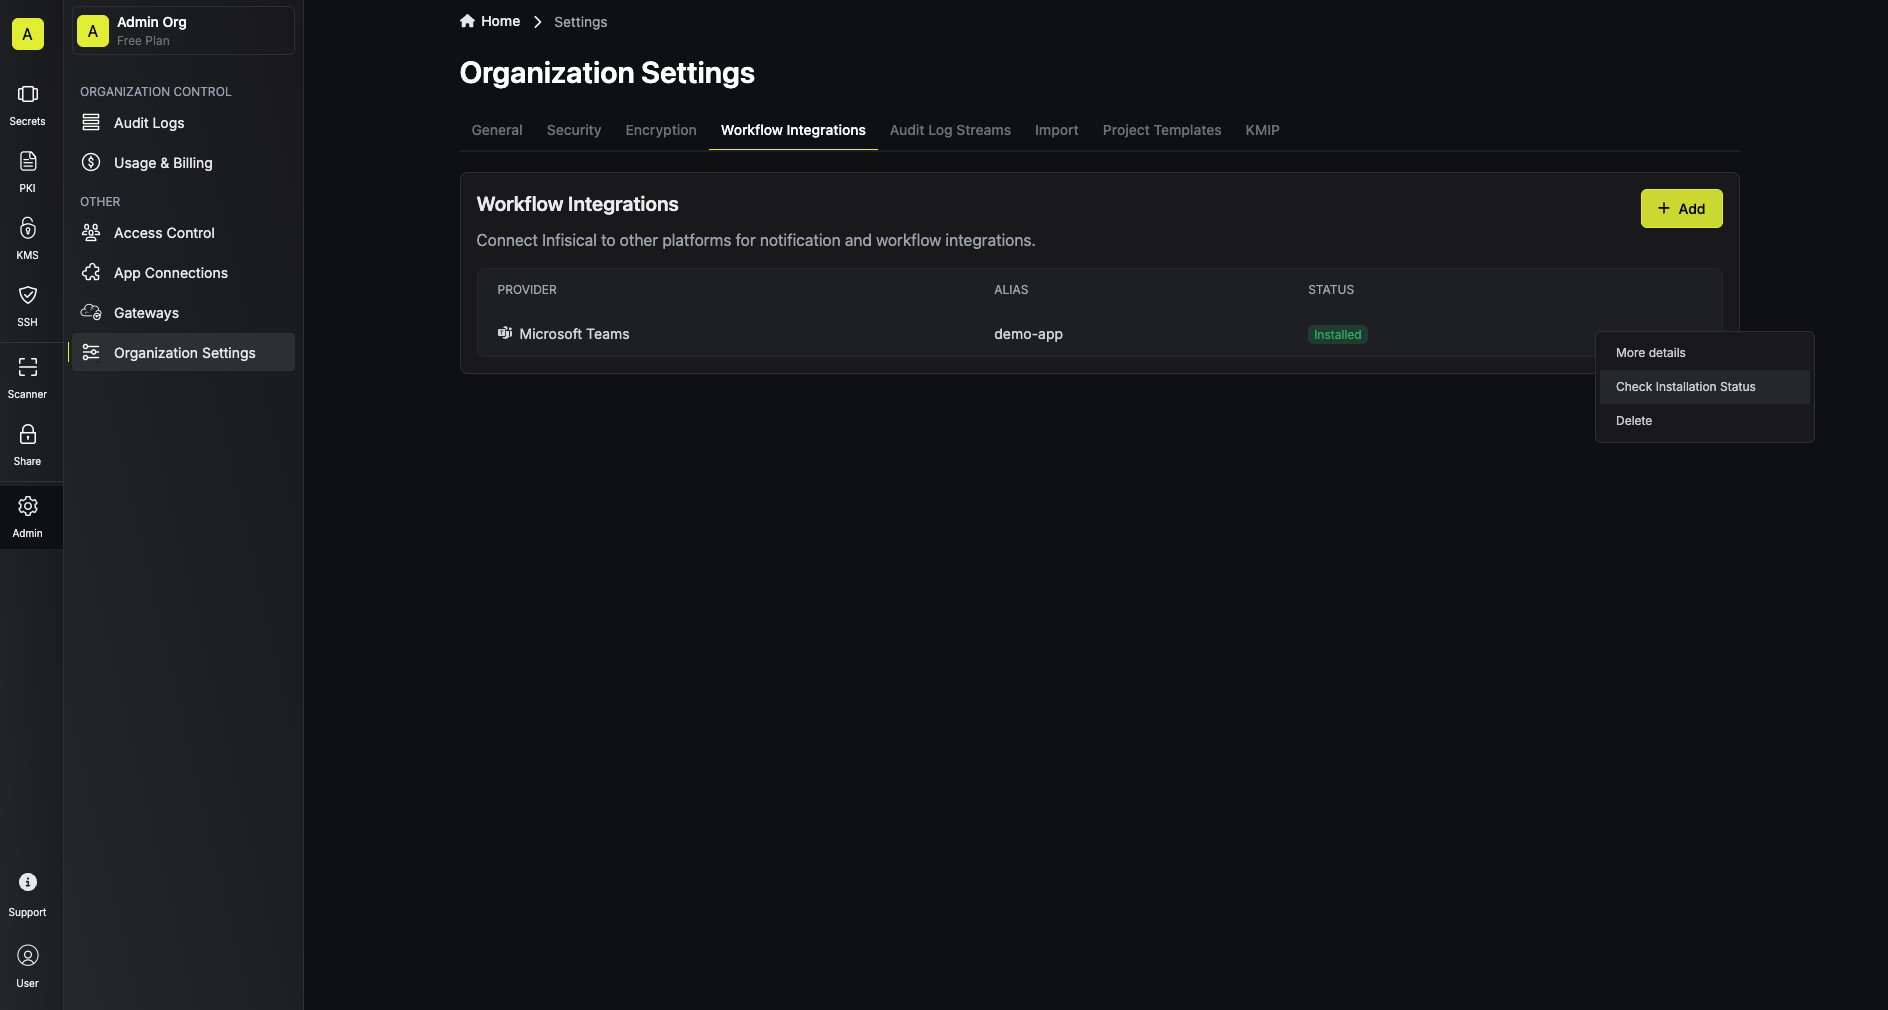 A
Secrets
PKI
KMS
SSH
Scanner
Share
Admin
Support
User
A
Admin Org
Free Plan
ORGANIZATION CONTROL
Audit Logs
Usage & Billing
OTHER
Access Control
App Connections
Gateways
Organization Settings
Home Settings
Organization Settings
General Security Encryption Workflow Integrations Audit Log Streams Import Project Templates KMIP
Workflow Integrations
+ Add
Connect Infisical to other platforms for notification and workflow integrations.
PROVIDER ALIAS STATUS
Microsoft Teams demo-app Installed
More details
Check Installation Status
Delete